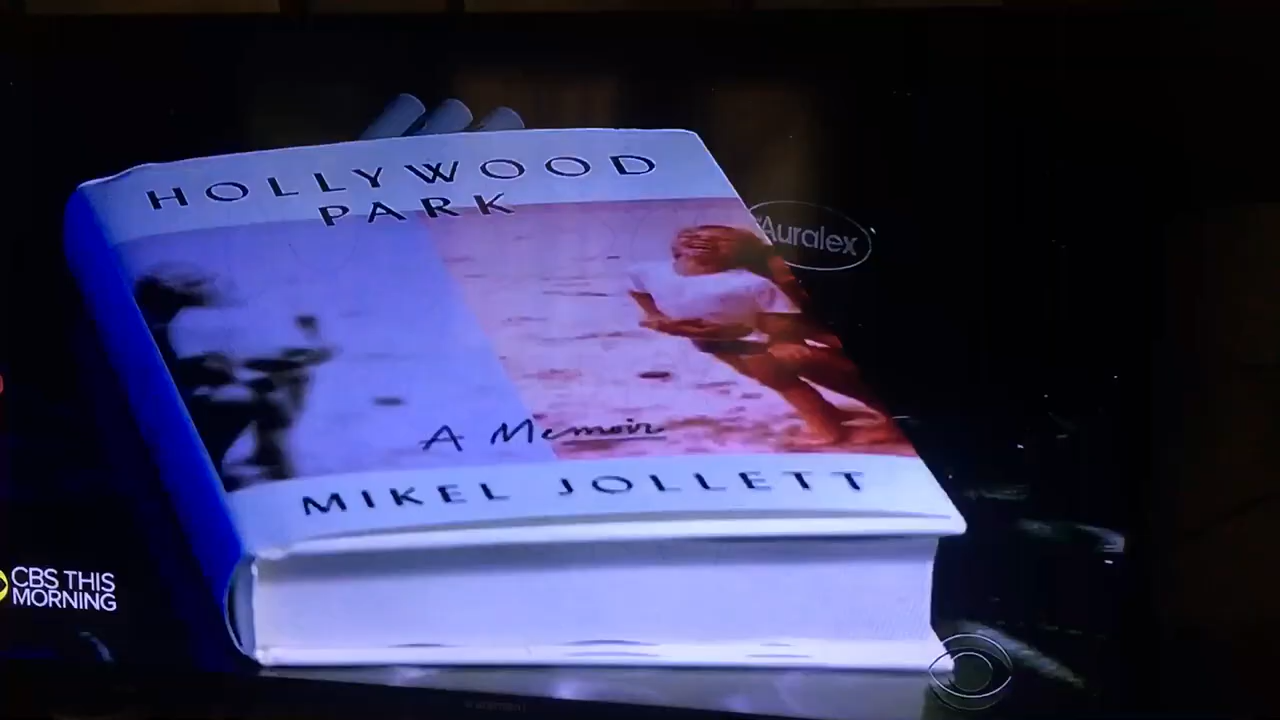 HOLLYWOOD
PARK
Auralex
A Memoir
MIKEL JOLLETT
CBS THIS
MORNING